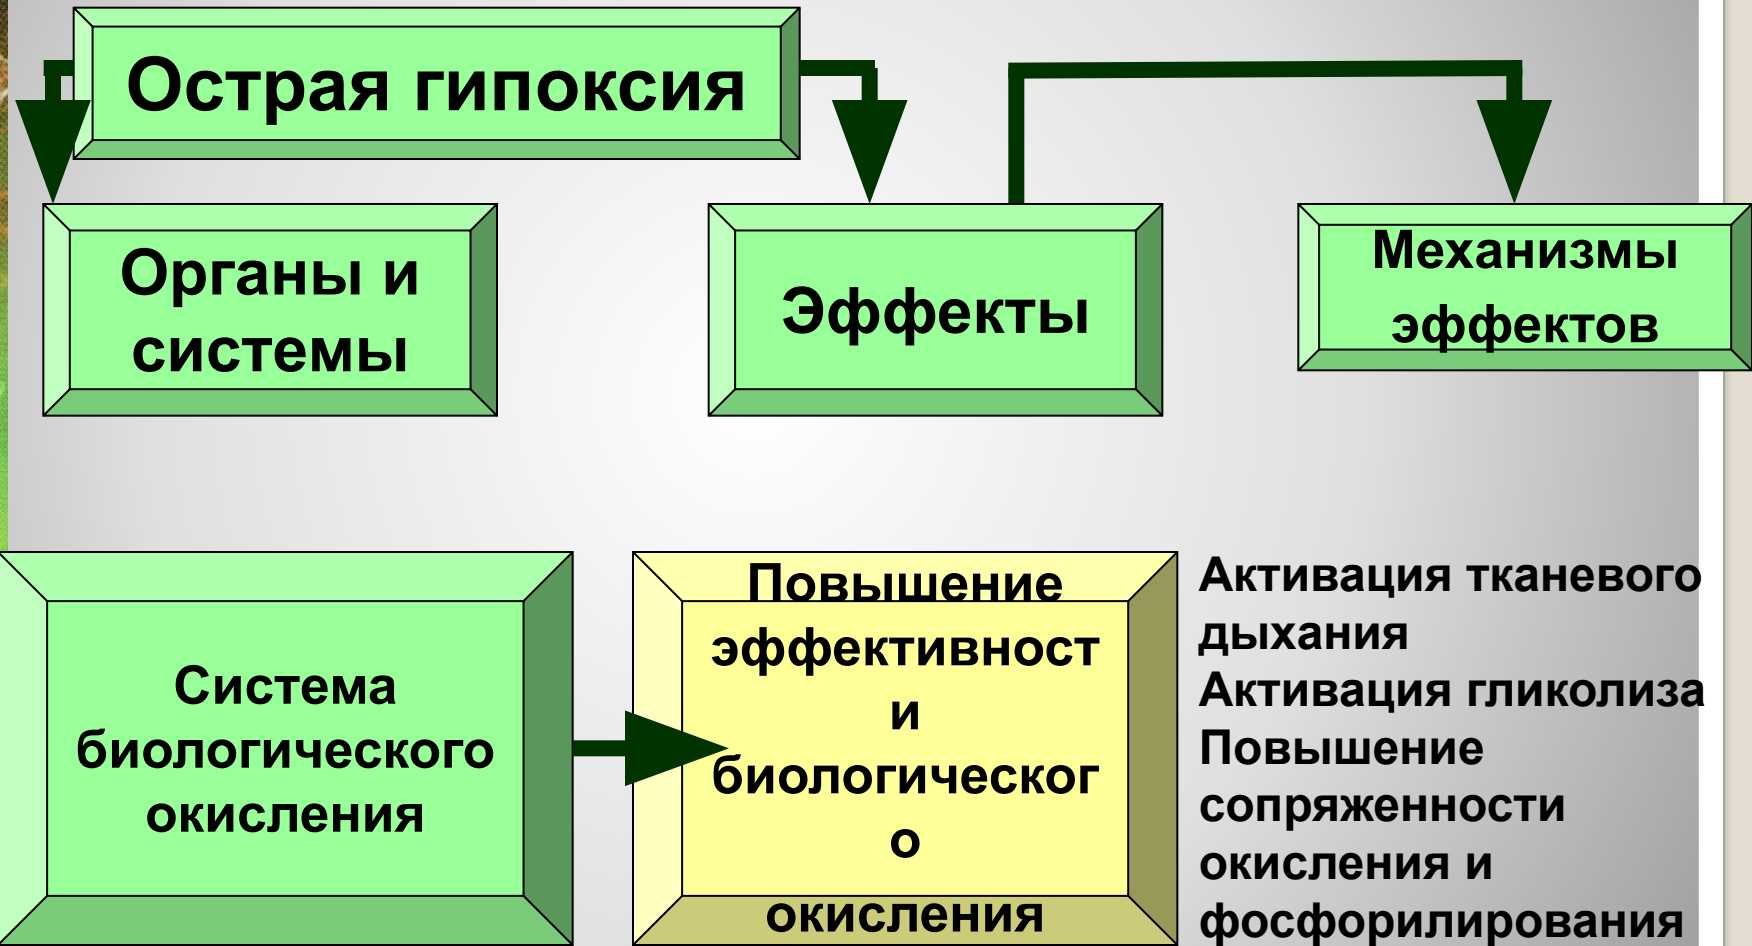 Острая гипоксия
Органы и
системы
Эффекты
Механизмы
эффектов
Система
биологического
окисления
Повышение
эффективност
и
биологическог
о
окисления
Активация тканевого
дыхания
Активация гликолиза
Повышение
сопряженности
окисления и
фосфорилирования